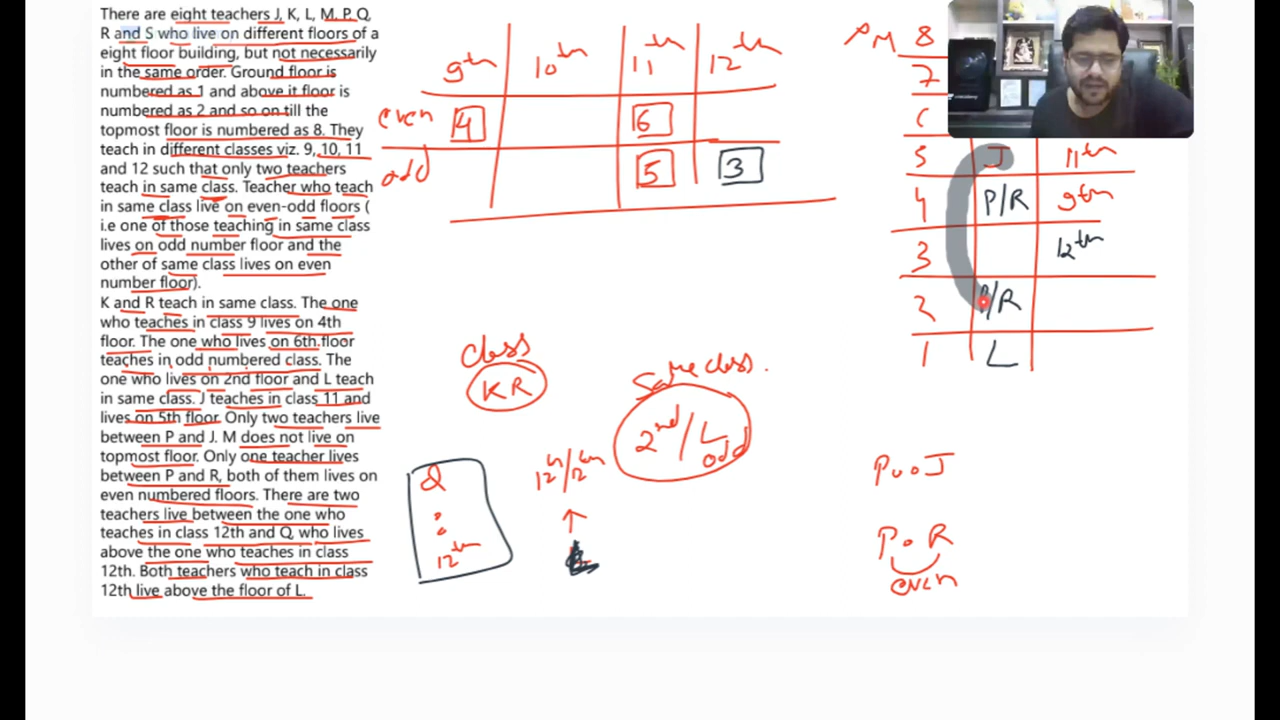 There are eight teachers J, K, L, M, P, Q,
R and S who live on different floors of a
eight floor building, but not necessarily
in the same order. Ground floor is
numbered as 1 and above it floor is
numbered as 2 and so on till the
topmost floor is numbered as 8. They
teach in different classes viz. 9, 10, 11
and 12 such that only two teachers
teach in same class. Teacher who teach
in same class live on even-odd floors (
i.e one of those teaching in same class
lives on odd number floor and the
other of same class lives on even
number floor).
K and R teach in same class. The one
who teaches in class 9 lives on 4th
floor. The one who lives on 6th floor
teaches in odd numbered class. The
one who lives on 2nd floor and L teach
in same class. J teaches in class 11 and
lives on 5th floor. Only two teachers live
between P and J. M does not live on
topmost floor. Only one teacher lives
between P and R, both of them lives on
even numbered floors. There are two
teachers live between the one who
teaches in class 12th and Q, who lives
above the one who teaches in class
12th. Both teachers who teach in class
12th live above the floor of L.
9th 10th 11th 12th
even 4 6
odd 5 3
class
KR
Same class.
2nd/L
odd
Q
12th
12th/12th
M 8
7
5 J 11th
4 P/R 9th
3 12th
2 /R
1 L
P o o J
P o R
even